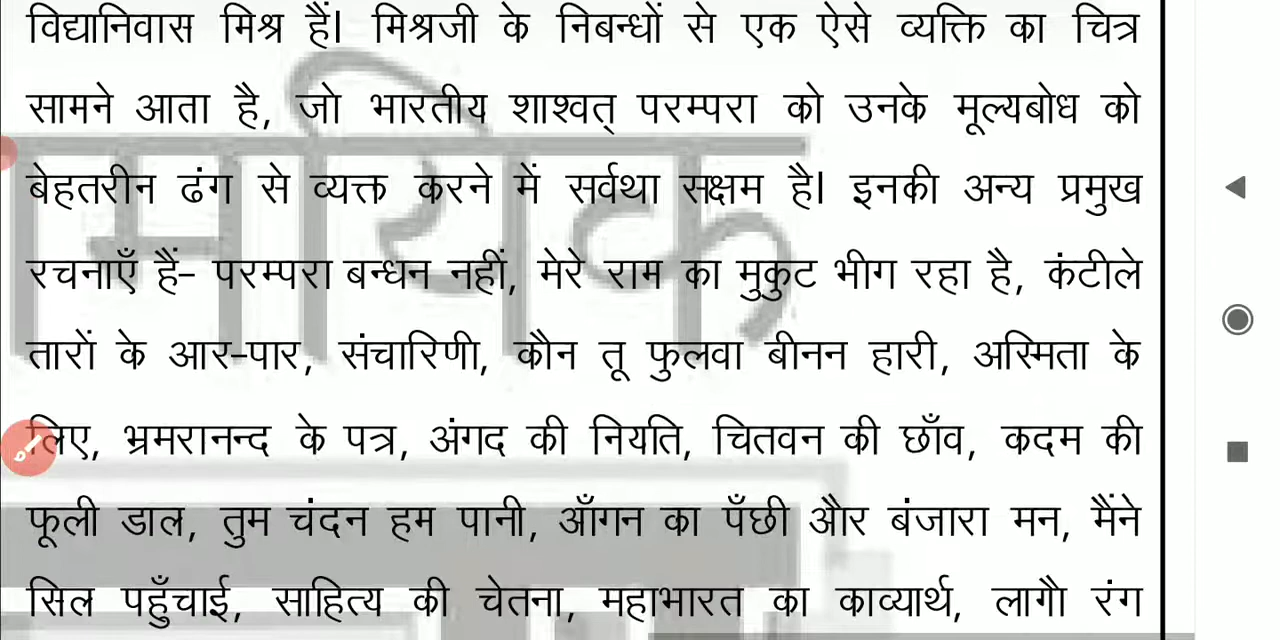 विद्यानिवास मिश्र हैं। मिश्रजी के निबन्धों से एक ऐसे व्यक्ति का चित्र
सामने आता है, जो भारतीय शाश्वत् परम्परा को उनके मूल्यबोध को
बेहतरीन ढंग से व्यक्त करने में सर्वथा सक्षम है। इनकी अन्य प्रमुख
रचनाएँ हैं– परम्परा बन्धन नहीं, मेरे राम का मुकुट भीग रहा है, कंटीले
तारों के आर-पार, संचारिणी, कौन तू फुलवा बीनन हारी, अस्मिता के
लिए, भ्रमरानन्द के पत्र, अंगद की नियति, चितवन की छाँव, कदम की
फूली डाल, तुम चंदन हम पानी, आँगन का पँछी और बंजारा मन, मैंने
सिल पहुँचाई, साहित्य की चेतना, महाभारत का काव्यार्थ, लागौ रंग